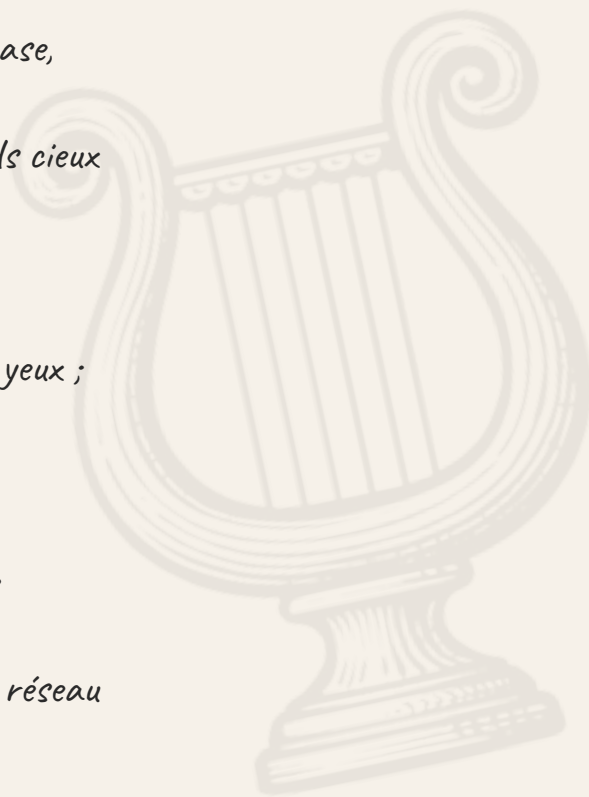 ase,
ls cieux
yeux ;
réseau